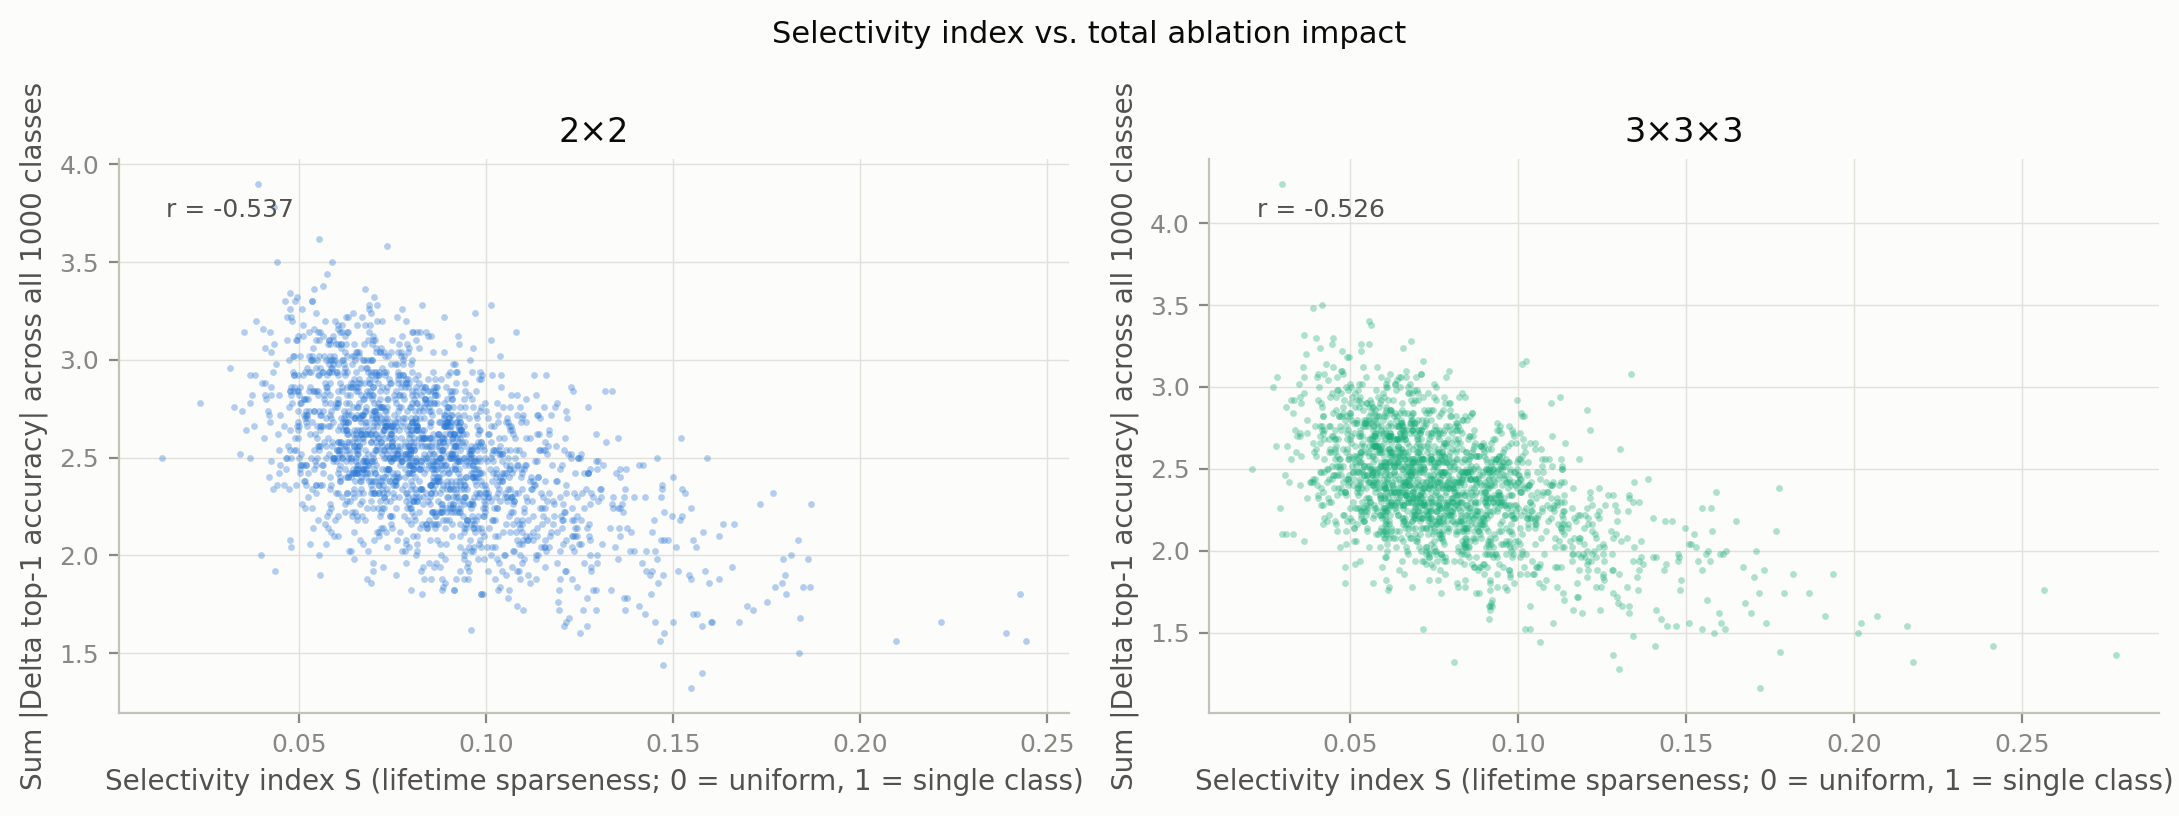 Selectivity index vs. total ablation impact
2×2
Sum |Delta top-1 accuracy| across all 1000 classes
4.0
3.5
3.0
2.5
2.0
1.5
r = -0.537
0.05 0.10 0.15 0.20 0.25
Selectivity index S (lifetime sparseness; 0 = uniform, 1 = single class)
3×3×3
Sum |Delta top-1 accuracy| across all 1000 classes
4.0
3.5
3.0
2.5
2.0
1.5
r = -0.526
0.05 0.10 0.15 0.20 0.25
Selectivity index S (lifetime sparseness; 0 = uniform, 1 = single class)